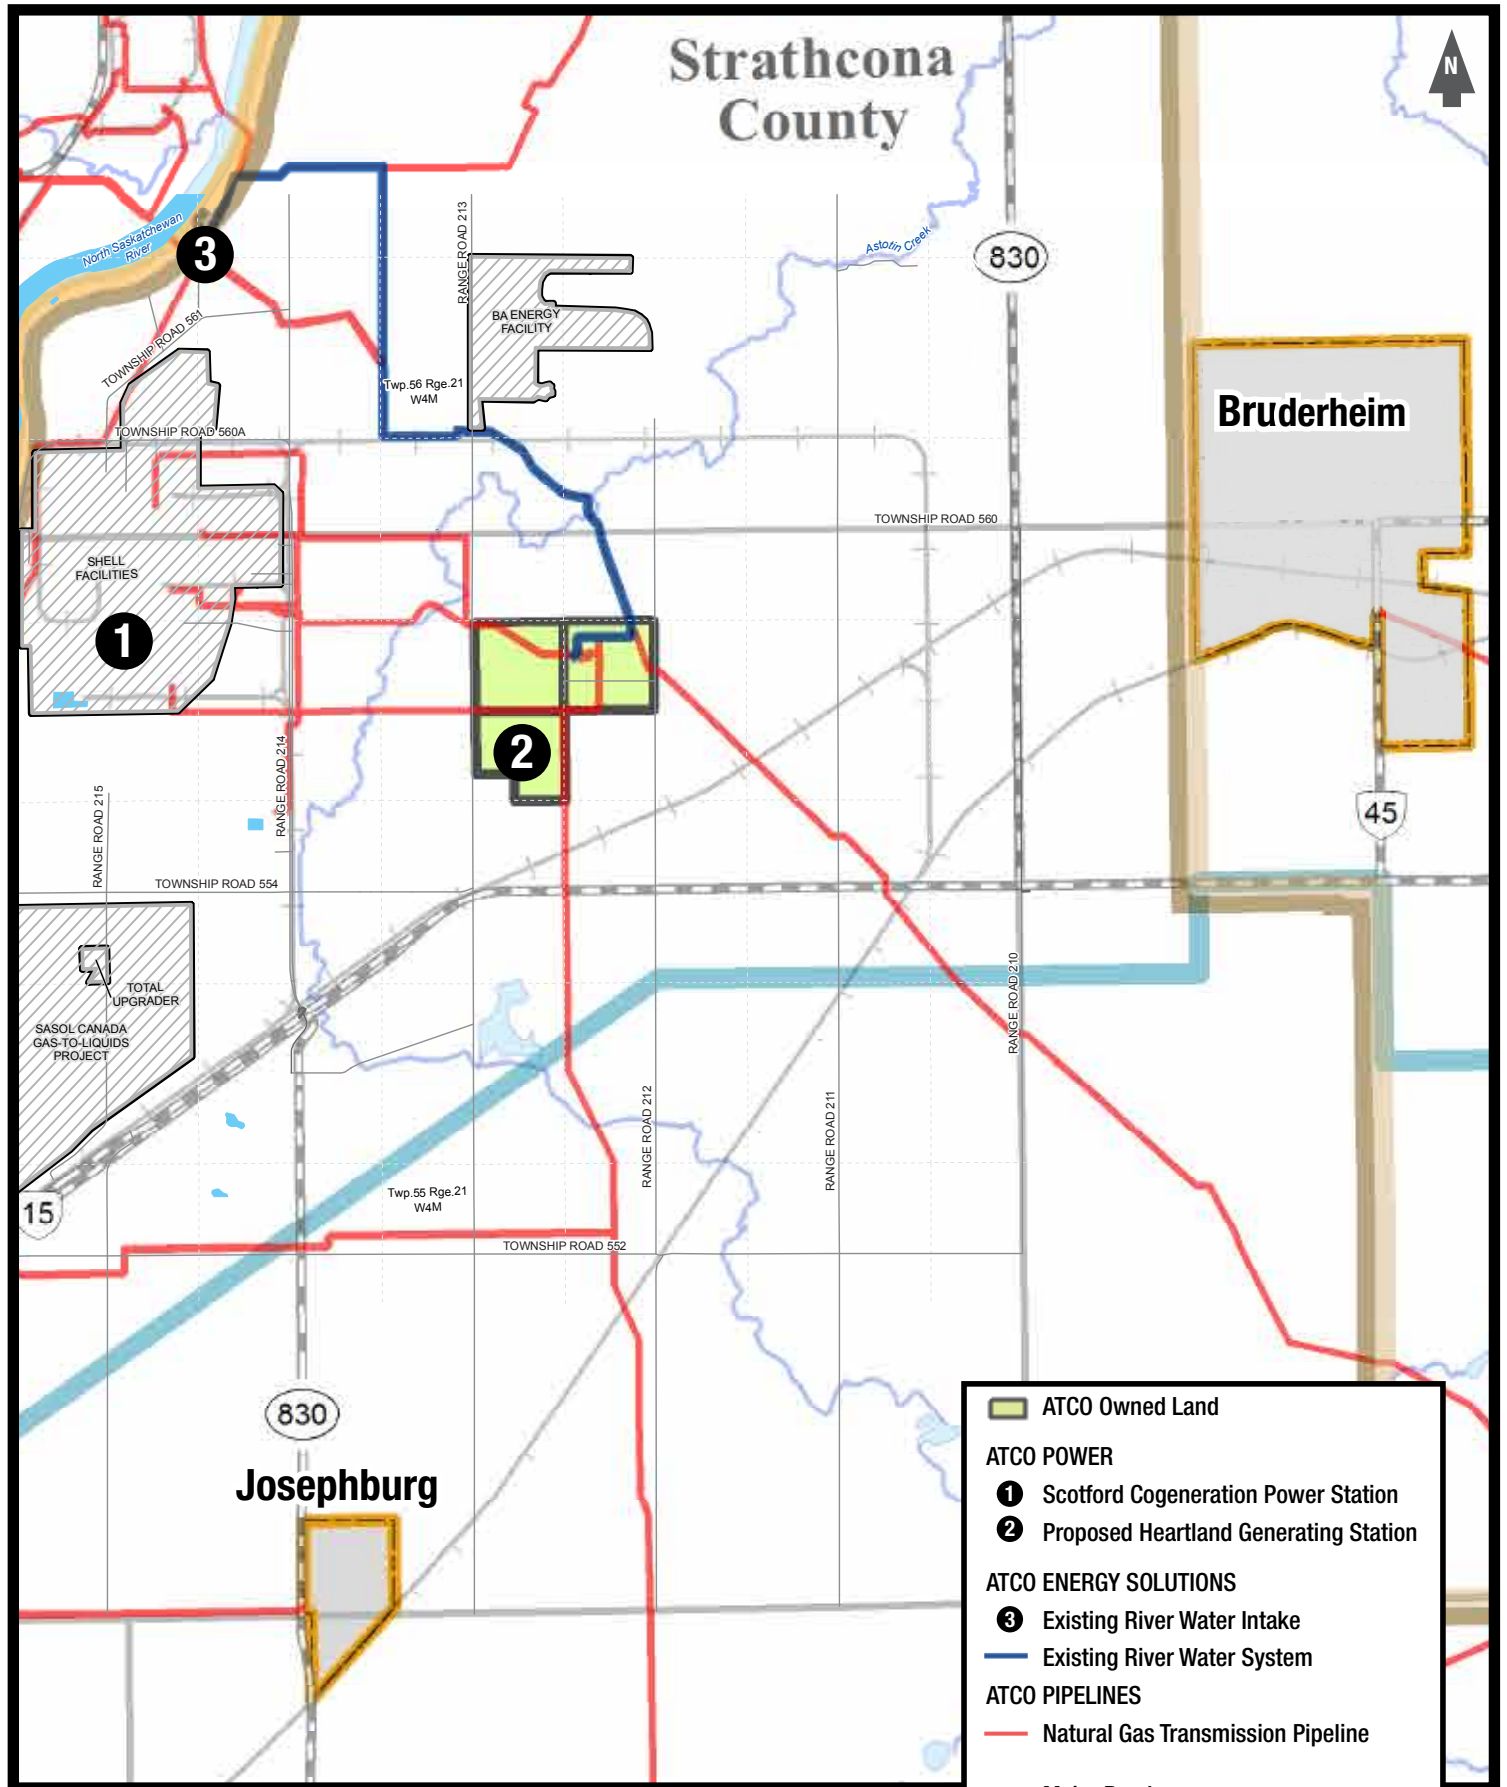 Strathcona
County
N
RANGE ROAD 213
North Saskatchewan
River
3
Astotin Creek
830
BA ENERGY
FACILITY
TOWNSHIP ROAD 561
Twp.56 Rge.21
W4M
Bruderheim
TOWNSHIP ROAD 560A
TOWNSHIP ROAD 560
SHELL
FACILITIES
1
2
RANGE ROAD 214
RANGE ROAD 215
45
TOWNSHIP ROAD 554
TOTAL
UPGRADER
RANGE ROAD 210
SASOL CANADA
GAS-TO-LIQUIDS
PROJECT
RANGE ROAD 212
RANGE ROAD 211
15
Twp.55 Rge.21
W4M
TOWNSHIP ROAD 552
830
Josephburg
ATCO Owned Land
ATCO POWER
1 Scotford Cogeneration Power Station
2 Proposed Heartland Generating Station
ATCO ENERGY SOLUTIONS
3 Existing River Water Intake
Existing River Water System
ATCO PIPELINES
Natural Gas Transmission Pipeline